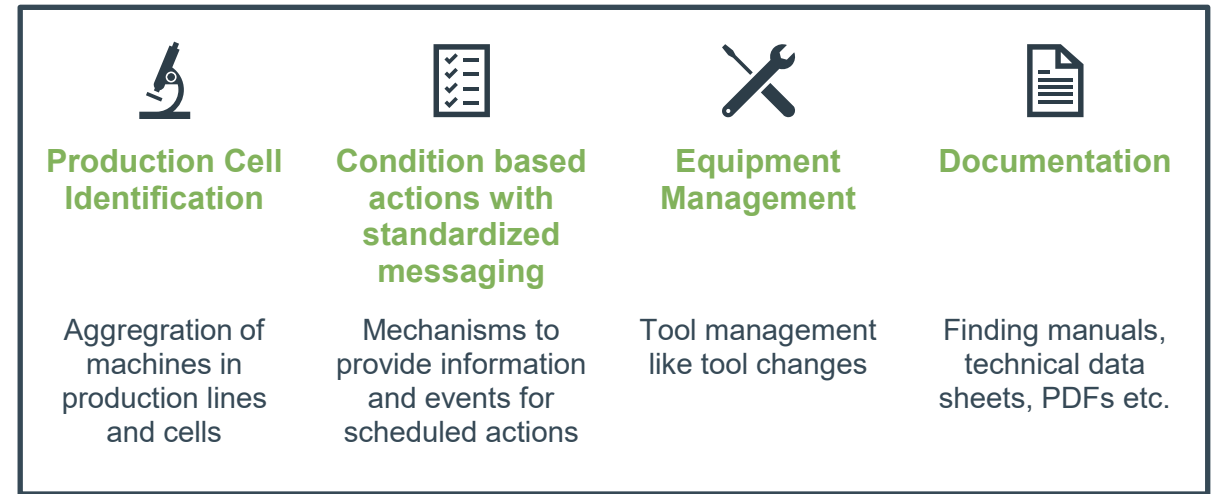 Production Cell
Identification
Aggregration of
machines in
production lines
and cells
Condition based
actions with
standardized
messaging
Mechanisms to
provide information
and events for
scheduled actions
Equipment
Management
Tool management
like tool changes
Documentation
Finding manuals,
technical data
sheets, PDFs etc.